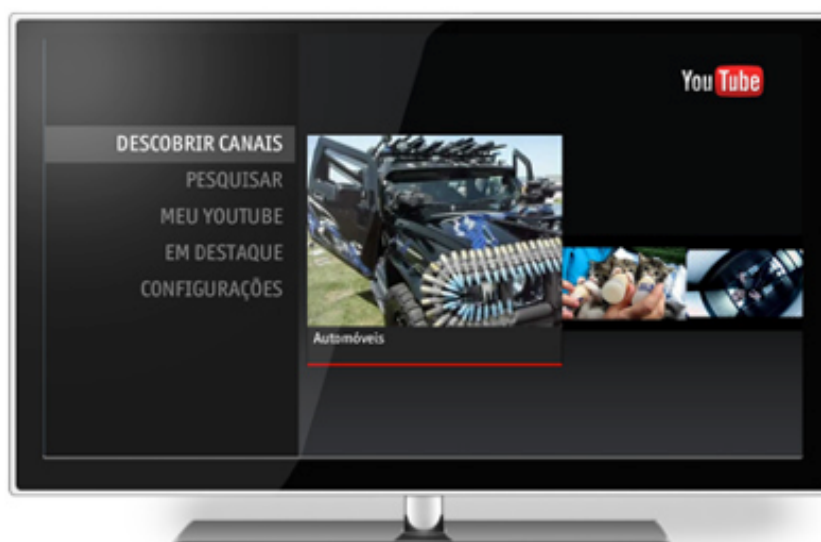 YouTube
DESCOBRIR CANAIS
PESQUISAR
MEU YOUTUBE
EM DESTAQUE
CONFIGURAÇÕES
Automóveis